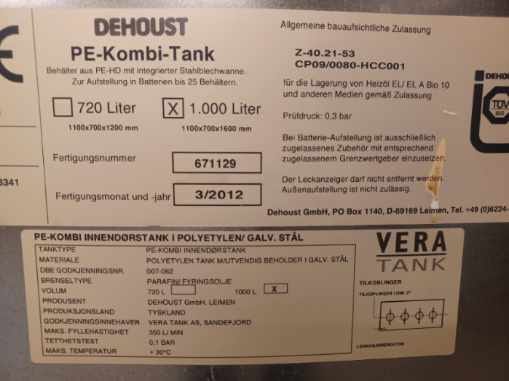 DEHOUST
PE-Kombi-Tank
Behälter aus PE-HD mit integrierter Stahlblechwanne.
Zur Aufstellung in Batterien bis 25 Behältern.
720 Liter
1100x700x1200 mm
X 1.000 Liter
1100x700x1600 mm
Fertigungsnummer 671129
Fertigungsmonat und -jahr 3/2012
Allgemeine bauaufsichtliche Zulassung
Z-40.21-53
CP09/0080-HCC001
für die Lagerung von Heizöl EL/ EL A Bio 10
und anderen Medien gemäß Zulassung
Prüfdruck: 0,3 bar
Bei Batterie-Aufstellung ist ausschließlich
zugelassenes Zubehör mit entsprechend
zugelassenem Grenzwertgeber einzusetzen.
Der Leckanzeiger darf nicht entfernt werden.
Außenaufstellung ist nicht zulässig.
Dehoust GmbH, PO Box 1140, D-69169 Leimen, Tel. +49 (0)6224-
DEHOUST
TÜV
8341
PE-KOMBI INNENDØRSTANK I POLYETYLEN/ GALV. STÅL
TANKTYPE PE-KOMBI INNENDØRSTANK
MATERIALE POLYETYLEN TANK M/UTVENDIG BEHOLDER I GALV. STÅL
DBE GODKJENNINGSNR. 007-062
BRENSELTYPE PARAFIN/ FYRINGSOLJE
VOLUM 720 L 1000 L X
PRODUSENT DEHOUST GmbH, LEIMEN
PRODUKSJONSLAND TYSKLAND
GODKJENNINGSINNEHAVER VERA TANK AS, SANDEFJORD
MAKS. FYLLEHASTIGHET 350 L/ MIN
TETTHETSTEST 0,1 BAR
MAKS. TEMPERATUR + 30°C
VERA
TANK
TILKOBLINGER